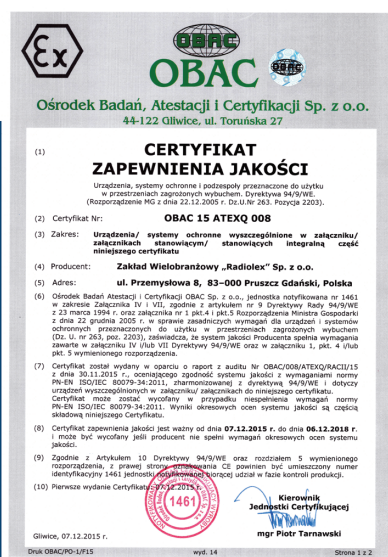 Ex
OBAC
OBAC
OBAC
Ośrodek Badań, Atestacji i Certyfikacji Sp. z o.o.
44-122 Gliwice, ul. Toruńska 27
(1) CERTYFIKAT
ZAPEWNIENIA JAKOŚCI
Urządzenia, systemy ochronne i podzespoły przeznaczone do użytku
w przestrzeniach zagrożonych wybuchem. Dyrektywa 94/9/WE.
(Rozporządzenie MG z dnia 22.12.2005 r. Dz.U.Nr 263. Pozycja 2203).
(2) Certyfikat Nr: OBAC 15 ATEXQ 008
(3) Zakres: Urządzenia/ systemy ochronne wyszczególnione w załączniku/
załącznikach stanowiącym/ stanowiących integralną część
niniejszego certyfikatu
(4) Producent: Zakład Wielobranżowy „Radiolex” Sp. z o.o.
(5) Adres: ul. Przemysłowa 8, 83-000 Pruszcz Gdański, Polska
(6) Ośrodek Badań, Atestacji i Certyfikacji OBAC Sp. z o.o., jednostka notyfikowana nr 1461
w zakresie Załącznika IV i VII, zgodnie z artykułem nr 9 Dyrektywy Rady 94/9/WE
z 23 marca 1994 r. oraz załącznika nr 1 pkt.4 i pkt.5 Rozporządzenia Ministra Gospodarki
z dnia 22 grudnia 2005 r. w sprawie zasadniczych wymagań dla urządzeń i systemów
ochronnych przeznaczonych do użytku w przestrzeniach zagrożonych wybuchem
(Dz. U. nr 263, poz. 2203), zaświadcza, że system jakości Producenta spełnia wymagania
zawarte w załączniku IV i/lub VII Dyrektywy 94/9/WE oraz w załączniku 1, pkt. 4 i/lub
pkt. 5 wymienionego rozporządzenia.
(7) Certyfikat został wydany w oparciu o raport z auditu Nr OBAC/008/ATEXQ/RACII/15
z dnia 30.11.2015 r., oceniającego zgodność systemu jakości z wymaganiami normy
PN-EN ISO/IEC 80079-34:2011, zharmonizowanej z dyrektywą 94/9/WE i dotyczy
urządzeń wyszczególnionych w załączniku/ załącznikach do niniejszego certyfikatu.
Certyfikat może zostać wycofany w przypadku niespełnienia wymagań normy
PN-EN ISO/IEC 80079-34:2011. Wyniki okresowych ocen systemu jakości są częścią
składową niniejszego Certyfikatu.
(8) Certyfikat zapewnienia jakości jest ważny od dnia 07.12.2015 r. do dnia 06.12.2018 r.
i może być wycofany jeśli producent nie spełni wymagań okresowych ocen systemu
jakości.
(9) Zgodnie z Artykułem 10 Dyrektywy 94/9/WE oraz rozdziałem 5 wymienionego
rozporządzenia, z prawej strony oznakowania CE powinien być umieszczony numer
identyfikacyjny 1461 jednostki notyfikowanej biorącej udział w fazie kontroli produkcji.
(10) Pierwsze wydanie Certyfikatu: 07.12.2015 r.
1461
Kierownik
Jednostki Certyfikującej
mgr Piotr Tarnawski
Gliwice, 07.12.2015 r.
Druk OBAC/PO-1/F15 wyd. 14 Strona 1 z 2